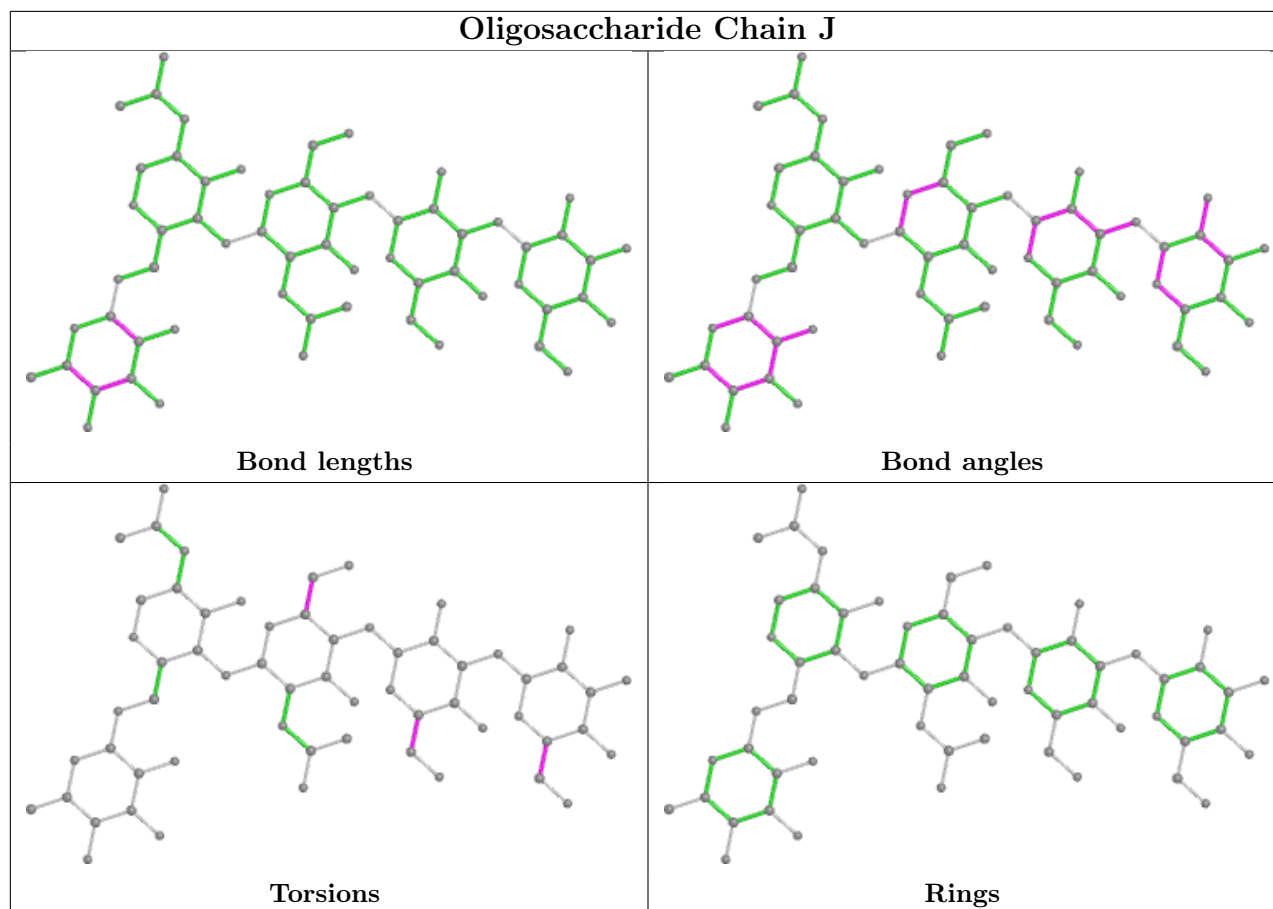 Oligosaccharide Chain J
Bond lengths
Bond angles
Torsions
Rings